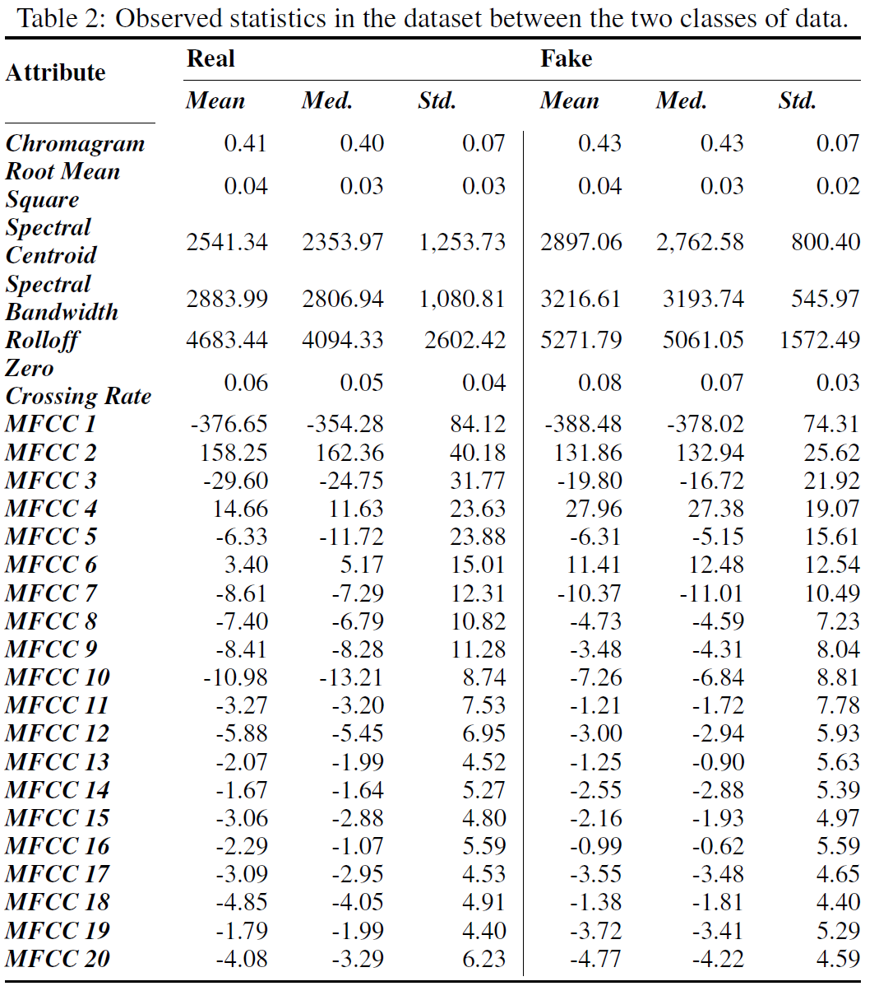 Table 2: Observed statistics in the dataset between the two classes of data.
Attribute Real Fake
Mean Med. Std. Mean Med. Std.
Chromagram 0.41 0.40 0.07 0.43 0.43 0.07
Root Mean
Square 0.04 0.03 0.03 0.04 0.03 0.02
Spectral
Centroid 2541.34 2353.97 1,253.73 2897.06 2,762.58 800.40
Spectral
Bandwidth 2883.99 2806.94 1,080.81 3216.61 3193.74 545.97
Rolloff 4683.44 4094.33 2602.42 5271.79 5061.05 1572.49
Zero
Crossing Rate 0.06 0.05 0.04 0.08 0.07 0.03
MFCC 1 -376.65 -354.28 84.12 -388.48 -378.02 74.31
MFCC 2 158.25 162.36 40.18 131.86 132.94 25.62
MFCC 3 -29.60 -24.75 31.77 -19.80 -16.72 21.92
MFCC 4 14.66 11.63 23.63 27.96 27.38 19.07
MFCC 5 -6.33 -11.72 23.88 -6.31 -5.15 15.61
MFCC 6 3.40 5.17 15.01 11.41 12.48 12.54
MFCC 7 -8.61 -7.29 12.31 -10.37 -11.01 10.49
MFCC 8 -7.40 -6.79 10.82 -4.73 -4.59 7.23
MFCC 9 -8.41 -8.28 11.28 -3.48 -4.31 8.04
MFCC 10 -10.98 -13.21 8.74 -7.26 -6.84 8.81
MFCC 11 -3.27 -3.20 7.53 -1.21 -1.72 7.78
MFCC 12 -5.88 -5.45 6.95 -3.00 -2.94 5.93
MFCC 13 -2.07 -1.99 4.52 -1.25 -0.90 5.63
MFCC 14 -1.67 -1.64 5.27 -2.55 -2.88 5.39
MFCC 15 -3.06 -2.88 4.80 -2.16 -1.93 4.97
MFCC 16 -2.29 -1.07 5.59 -0.99 -0.62 5.59
MFCC 17 -3.09 -2.95 4.53 -3.55 -3.48 4.65
MFCC 18 -4.85 -4.05 4.91 -1.38 -1.81 4.40
MFCC 19 -1.79 -1.99 4.40 -3.72 -3.41 5.29
MFCC 20 -4.08 -3.29 6.23 -4.77 -4.22 4.59